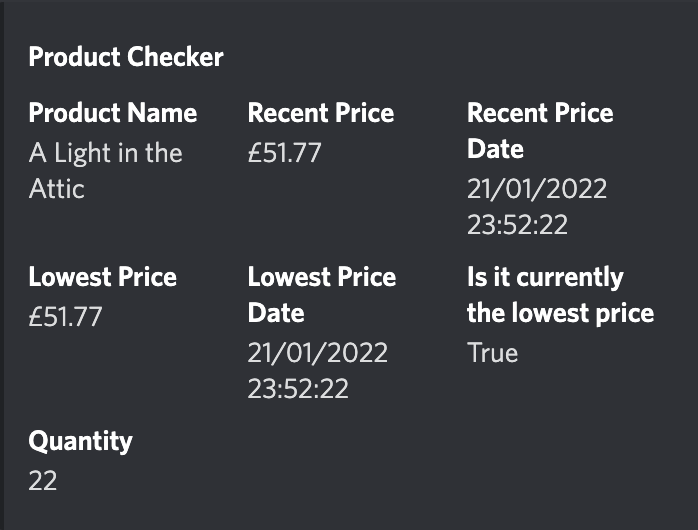 Product Checker
Product Name
A Light in the
Attic
Recent Price
£51.77
Recent Price
Date
21/01/2022
23:52:22
Lowest Price
£51.77
Lowest Price
Date
21/01/2022
23:52:22
Is it currently
the lowest price
True
Quantity
22